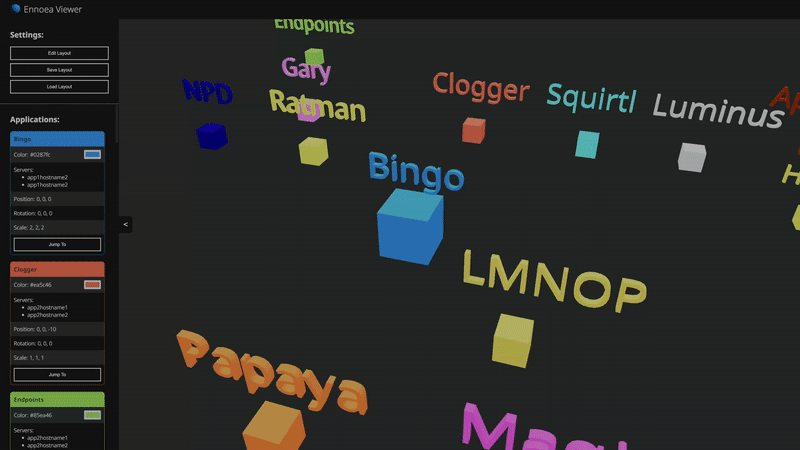 Ennoea Viewer
Settings:
Edit Layout
Save Layout
Load Layout
Applications:
Bingo
Color: #0287fc
Servers:
app1hostname2
app1hostname2
Position: 0, 0, 0
Rotation: 0, 0, 0
Scale: 2, 2, 2
Jump To
Clogger
Color: #ea5c46
Servers:
app2hostname1
app2hostname2
Position: 0, 0, -10
Rotation: 0, 0, 0
Scale: 1, 1, 1
Jump To
Endpoints
Color: #85ea46
Servers:
app2hostname1
app2hostname2
<
Endpoints
Gary
NPD
Ratman
Clogger
Squirtl
Luminus
Bingo
LMNOP
Papaya